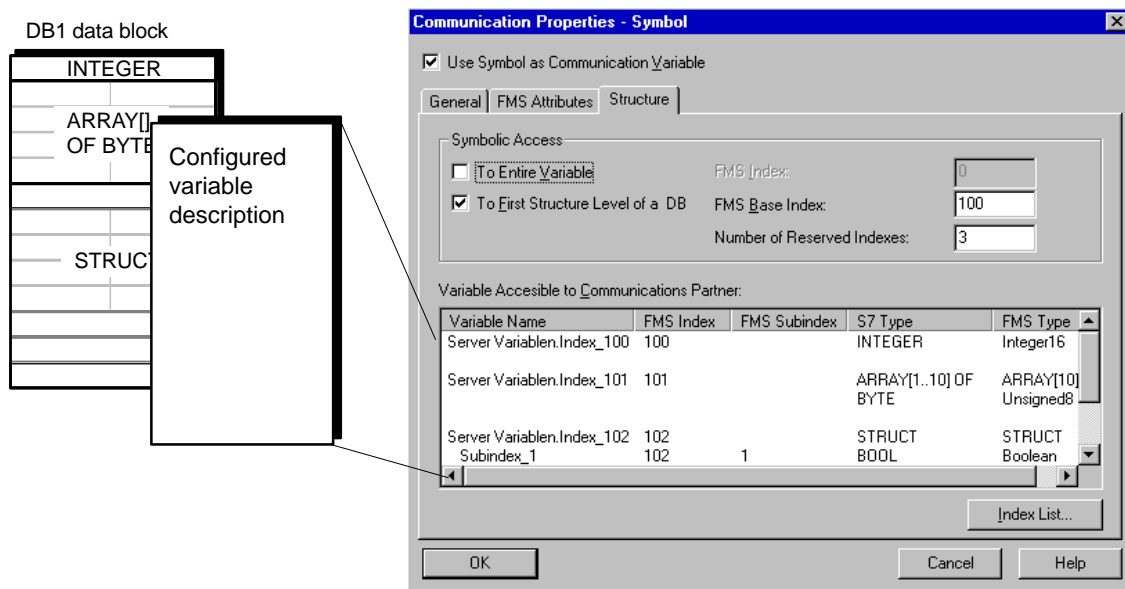 DB1 data block
INTEGER
ARRAY[]
OF BYTE
STRUCT
Configured
variable
description
Communication Properties - Symbol
Use Symbol as Communication Variable
General
FMS Attributes
Structure
Symbolic Access
To Entire Variable
FMS Index:
0
To First Structure Level of a DB
FMS Base Index:
100
Number of Reserved Indexes:
3
Variable Accesible to Communications Partner:
Variable Name FMS Index FMS Subindex S7 Type FMS Type
Server Variablen.Index_100 100 INTEGER Integer16
Server Variablen.Index_101 101 ARRAY[1..10] OF ARRAY[10]
BYTE Unsigned8
Server Variablen.Index_102 102 STRUCT STRUCT
Subindex_1 102 1 BOOL Boolean
Index List...
OK
Cancel
Help